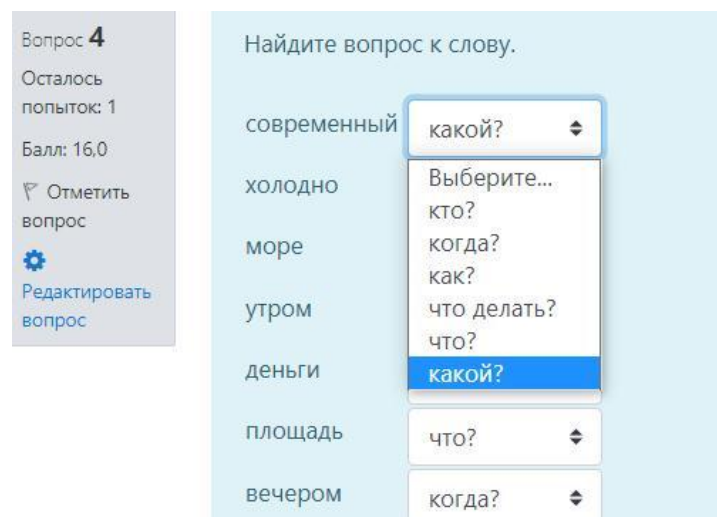 Вопрос 4
Осталось
попыток: 1
Балл: 16,0
Отметить
вопрос
Редактировать
вопрос
Найдите вопрос к слову.
современный какой?
холодно
море
утром
деньги
площадь что?
вечером когда?
Выберите...
кто?
когда?
как?
что делать?
что?
какой?